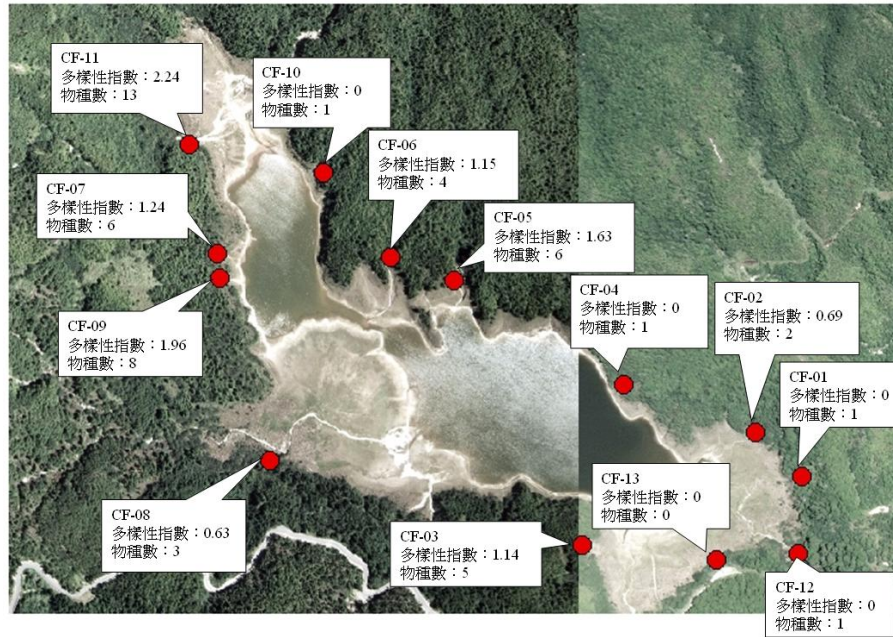 CF-11
多樣性指數：2.24
物種數：13
CF-10
多樣性指數：0
物種數：1
CF-06
多樣性指數：1.15
物種數：4
CF-07
多樣性指數：1.24
物種數：6
CF-05
多樣性指數：1.63
物種數：6
CF-04
多樣性指數：0
物種數：1
CF-02
多樣性指數：0.69
物種數：2
CF-09
多樣性指數：1.96
物種數：8
CF-01
多樣性指數：0
物種數：1
CF-13
多樣性指數：0
物種數：0
CF-08
多樣性指數：0.63
物種數：3
CF-03
多樣性指數：1.14
物種數：5
CF-12
多樣性指數：0
物種數：1